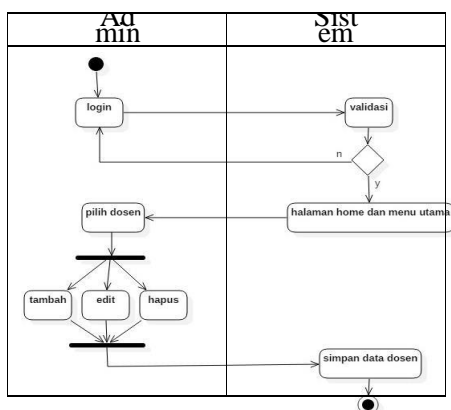 Ad
min
Sist
em
login
validasi
n
y
pilih dosen
halaman home dan menu utama
tambah
edit
hapus
simpan data dosen